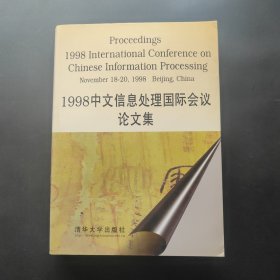 Proceedings
1998 International Conference on
Chinese Information Processing
November 18-20, 1998 Beijing, China
1998中文信息处理国际会议
论文集
清华大学出版社